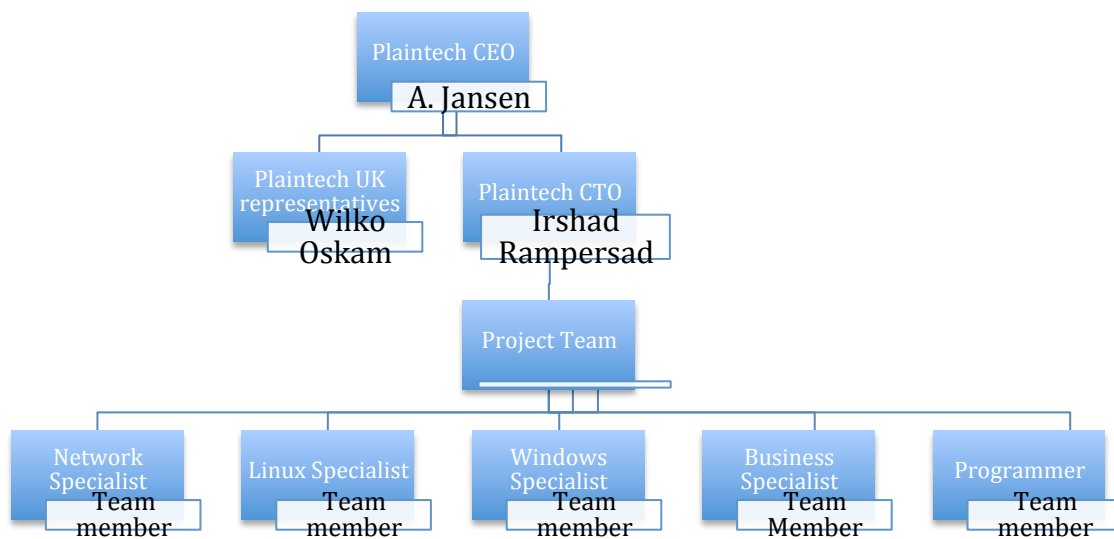 Plaintech CEO
A. Jansen
Plaintech UK
representatives
Wilko
Oskam
Plaintech CTO
Irshad
Rampersad
Project Team
Network
Specialist
Team
member
Linux Specialist
Team
member
Windows
Specialist
Team
member
Business
Specialist
Team
Member
Programmer
Team
member